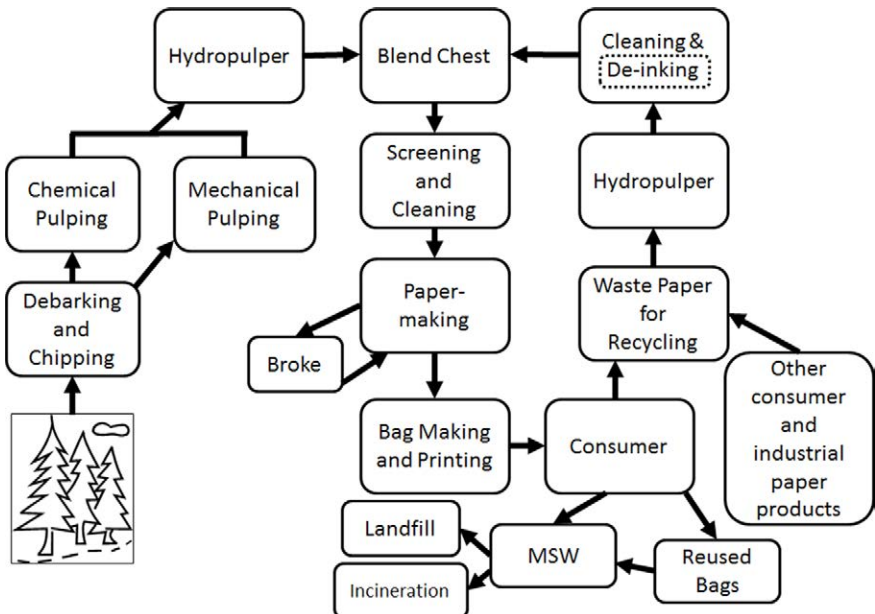 Hydropulper
Blend Chest
Cleaning &
De-inking
Chemical
Pulping
Mechanical
Pulping
Screening
and
Cleaning
Hydropulper
Debarking
and
Chipping
Paper-
making
Waste Paper
for
Recycling
Broke
Other
consumer
and
industrial
paper
products
Bag Making
and Printing
Consumer
Landfill
MSW
Reused
Bags
Incineration